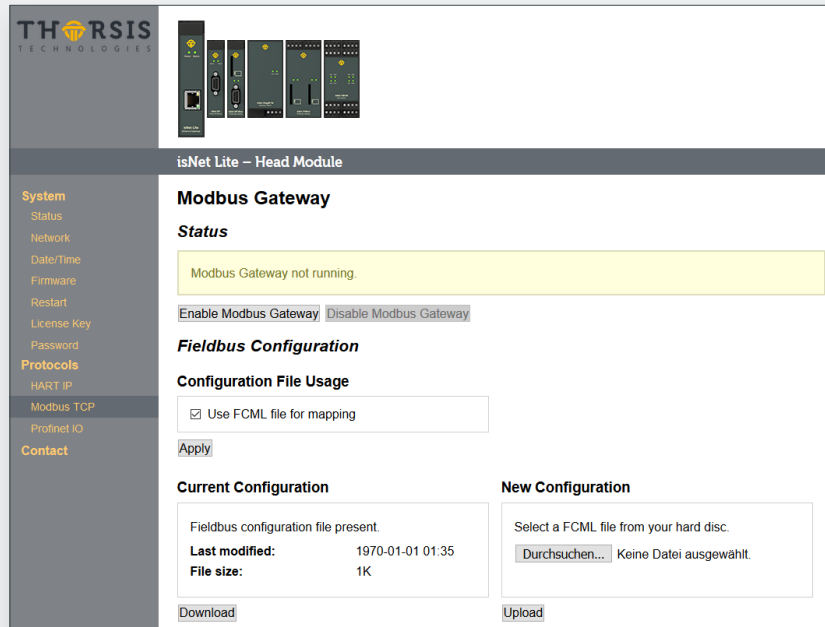 THORSIS
TECHNOLOGIES
isNet Lite – Head Module
System
Status
Network
Date/Time
Firmware
Restart
License Key
Password
Protocols
HART IP
Modbus TCP
Profinet IO
Contact
Modbus Gateway
Status
Modbus Gateway not running.
Enable Modbus Gateway Disable Modbus Gateway
Fieldbus Configuration
Configuration File Usage
Use FCML file for mapping
Apply
Current Configuration
Fieldbus configuration file present.
Last modified: 1970-01-01 01:35
File size: 1K
Download
New Configuration
Select a FCML file from your hard disc.
Durchsuchen... Keine Datei ausgewählt.
Upload